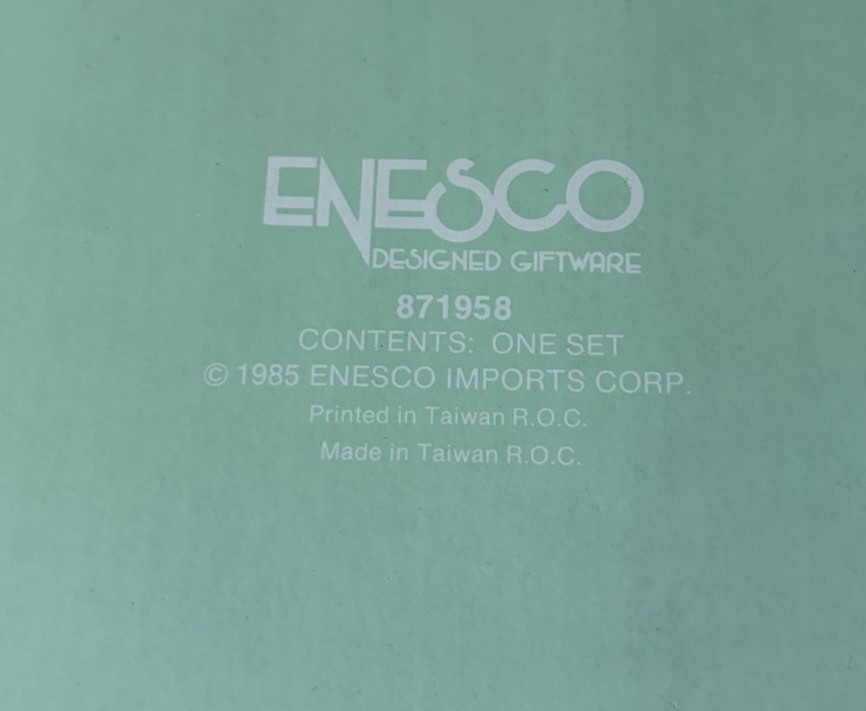 ENESCO
DESIGNED GIFTWARE
871958
CONTENTS: ONE SET
© 1985 ENESCO IMPORTS CORP.
Printed in Taiwan R.O.C.
Made in Taiwan R.O.C.